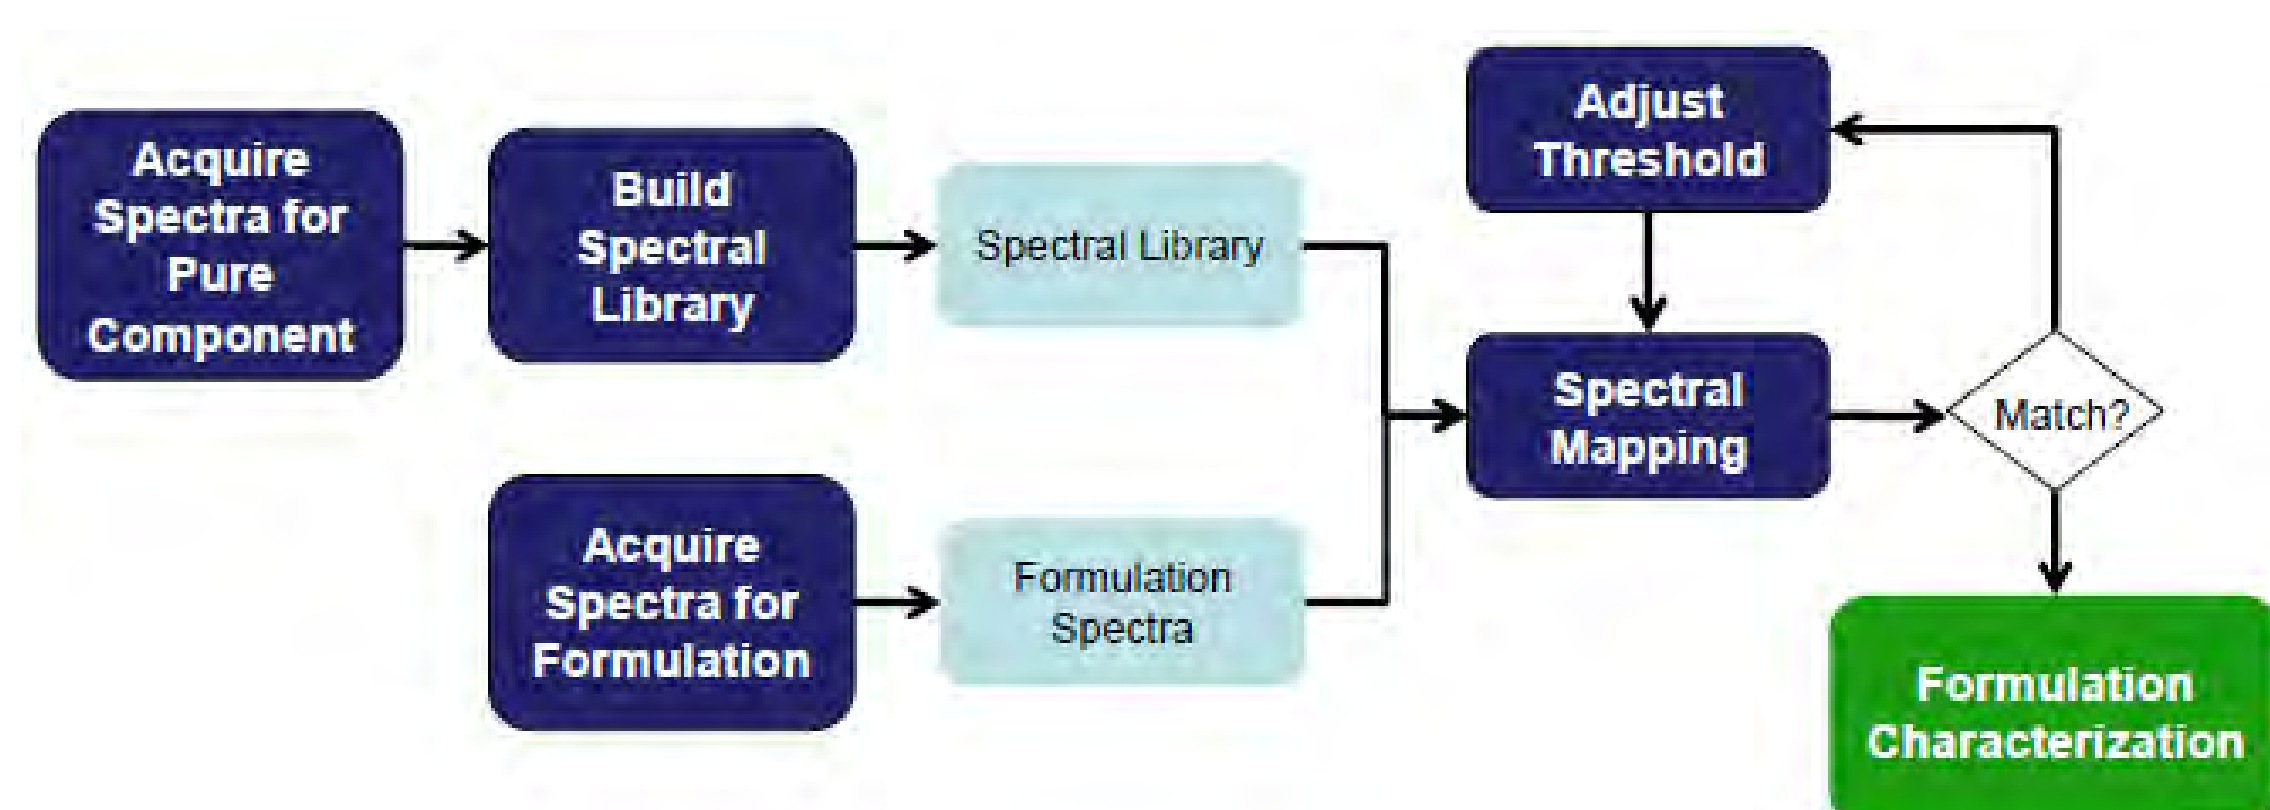 Acquire
Spectra for
Pure
Component
Build
Spectral
Library
Spectral Library
Acquire
Spectra for
Formulation
Formulation
Spectra
Adjust
Threshold
Spectral
Mapping
Match?
Formulation
Characterization